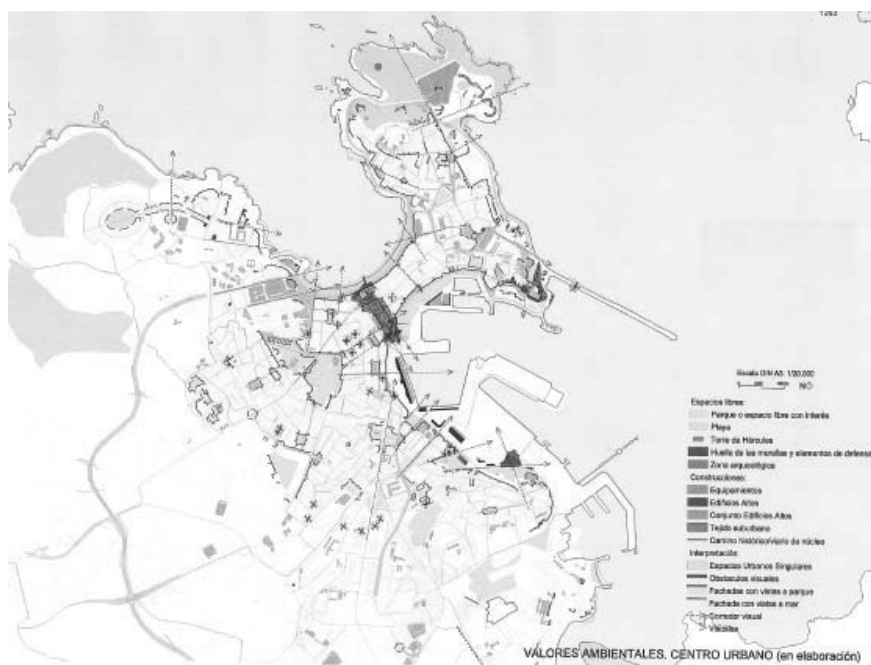 1293
Escala DIN A3: 1/20.000
N
Espacios libres:
Parque o espacio libre con interés
Playa
Torre de Hércules
Huella de las murallas y elementos de defensa
Zona arqueológica
Construcciones:
Equipamientos
Edificios Altos
Conjunto Edificios Altos
Tejido suburbano
Camino histórico/viario de núcleo
Interpretación:
Espacios Urbanos Singulares
Obstáculos visuales
Fachadas con vistas a parque
Fachada con vistas a mar
Corredor visual
Visuales
VALORES AMBIENTALES. CENTRO URBANO (en elaboración)